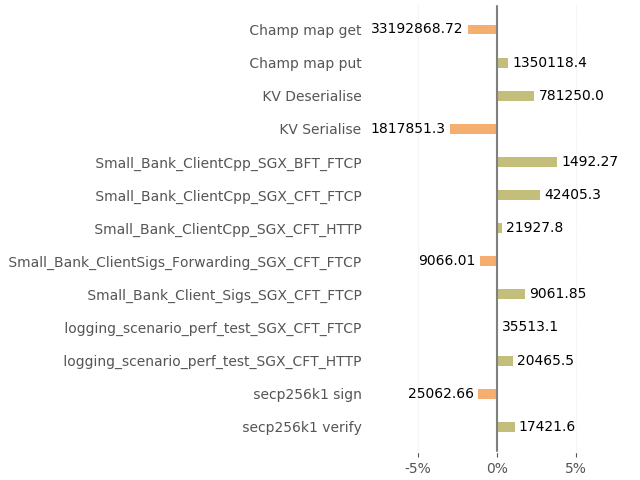 Champ map get 33192868.72
Champ map put 1350118.4
KV Deserialise 781250.0
KV Serialise 1817851.3
Small_Bank_ClientCpp_SGX_BFT_FTCP 1492.27
Small_Bank_ClientCpp_SGX_CFT_FTCP 42405.3
Small_Bank_ClientCpp_SGX_CFT_HTTP 21927.8
Small_Bank_ClientSigs_Forwarding_SGX_CFT_FTCP 9066.01
Small_Bank_Client_Sigs_SGX_CFT_FTCP 9061.85
logging_scenario_perf_test_SGX_CFT_FTCP 35513.1
logging_scenario_perf_test_SGX_CFT_HTTP 20465.5
secp256k1 sign 25062.66
secp256k1 verify 17421.6
-5% 0% 5%